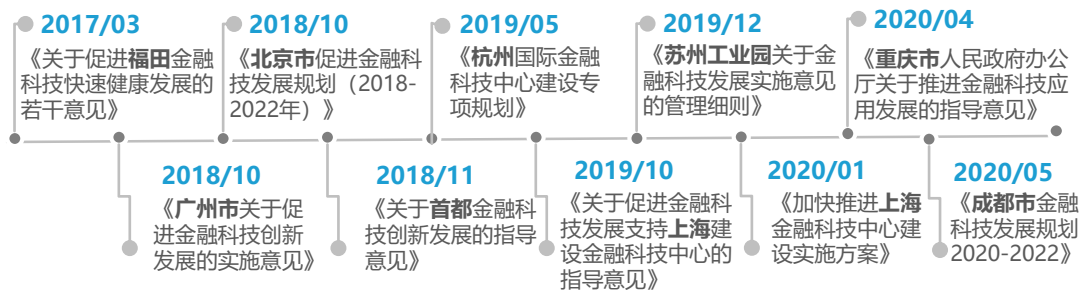 2017/03
《关于促进福田金融
科技快速健康发展的
若干意见》
2018/10
《北京市促进金融科
技发展规划（2018-
2022年）》
2019/05
《杭州国际金融
科技中心建设专
项规划》
2019/12
《苏州工业园关于金
融科技发展实施意见
的管理细则》
2020/04
《重庆市人民政府办公
厅关于推进金融科技应
用发展的指导意见》
2018/10
《广州市关于促
进金融科技创新
发展的实施意见》
2018/11
《关于首都金融科
技创新发展的指导
意见》
2019/10
《关于促进金融科
技发展支持上海建
设金融科技中心的
指导意见》
2020/01
《加快推进上海
金融科技中心建
设实施方案》
2020/05
《成都市金融
科技发展规划
2020-2022》